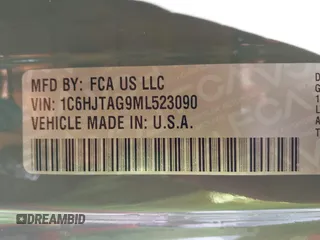 MFD BY: FCA US LLC
VIN: 1C6HJTAG9ML523090
VEHICLE MADE IN: U.S.A.
DREAMBID